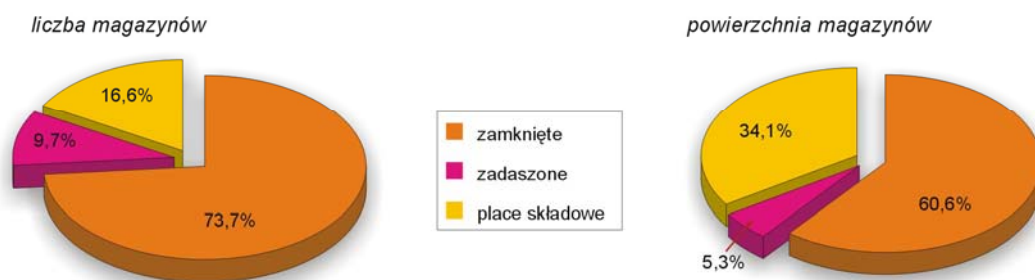 liczba magazynów
16,6%
9,7%
73,7%
zamknięte
zadaszone
place składowe
powierzchnia magazynów
34,1%
60,6%
5,3%